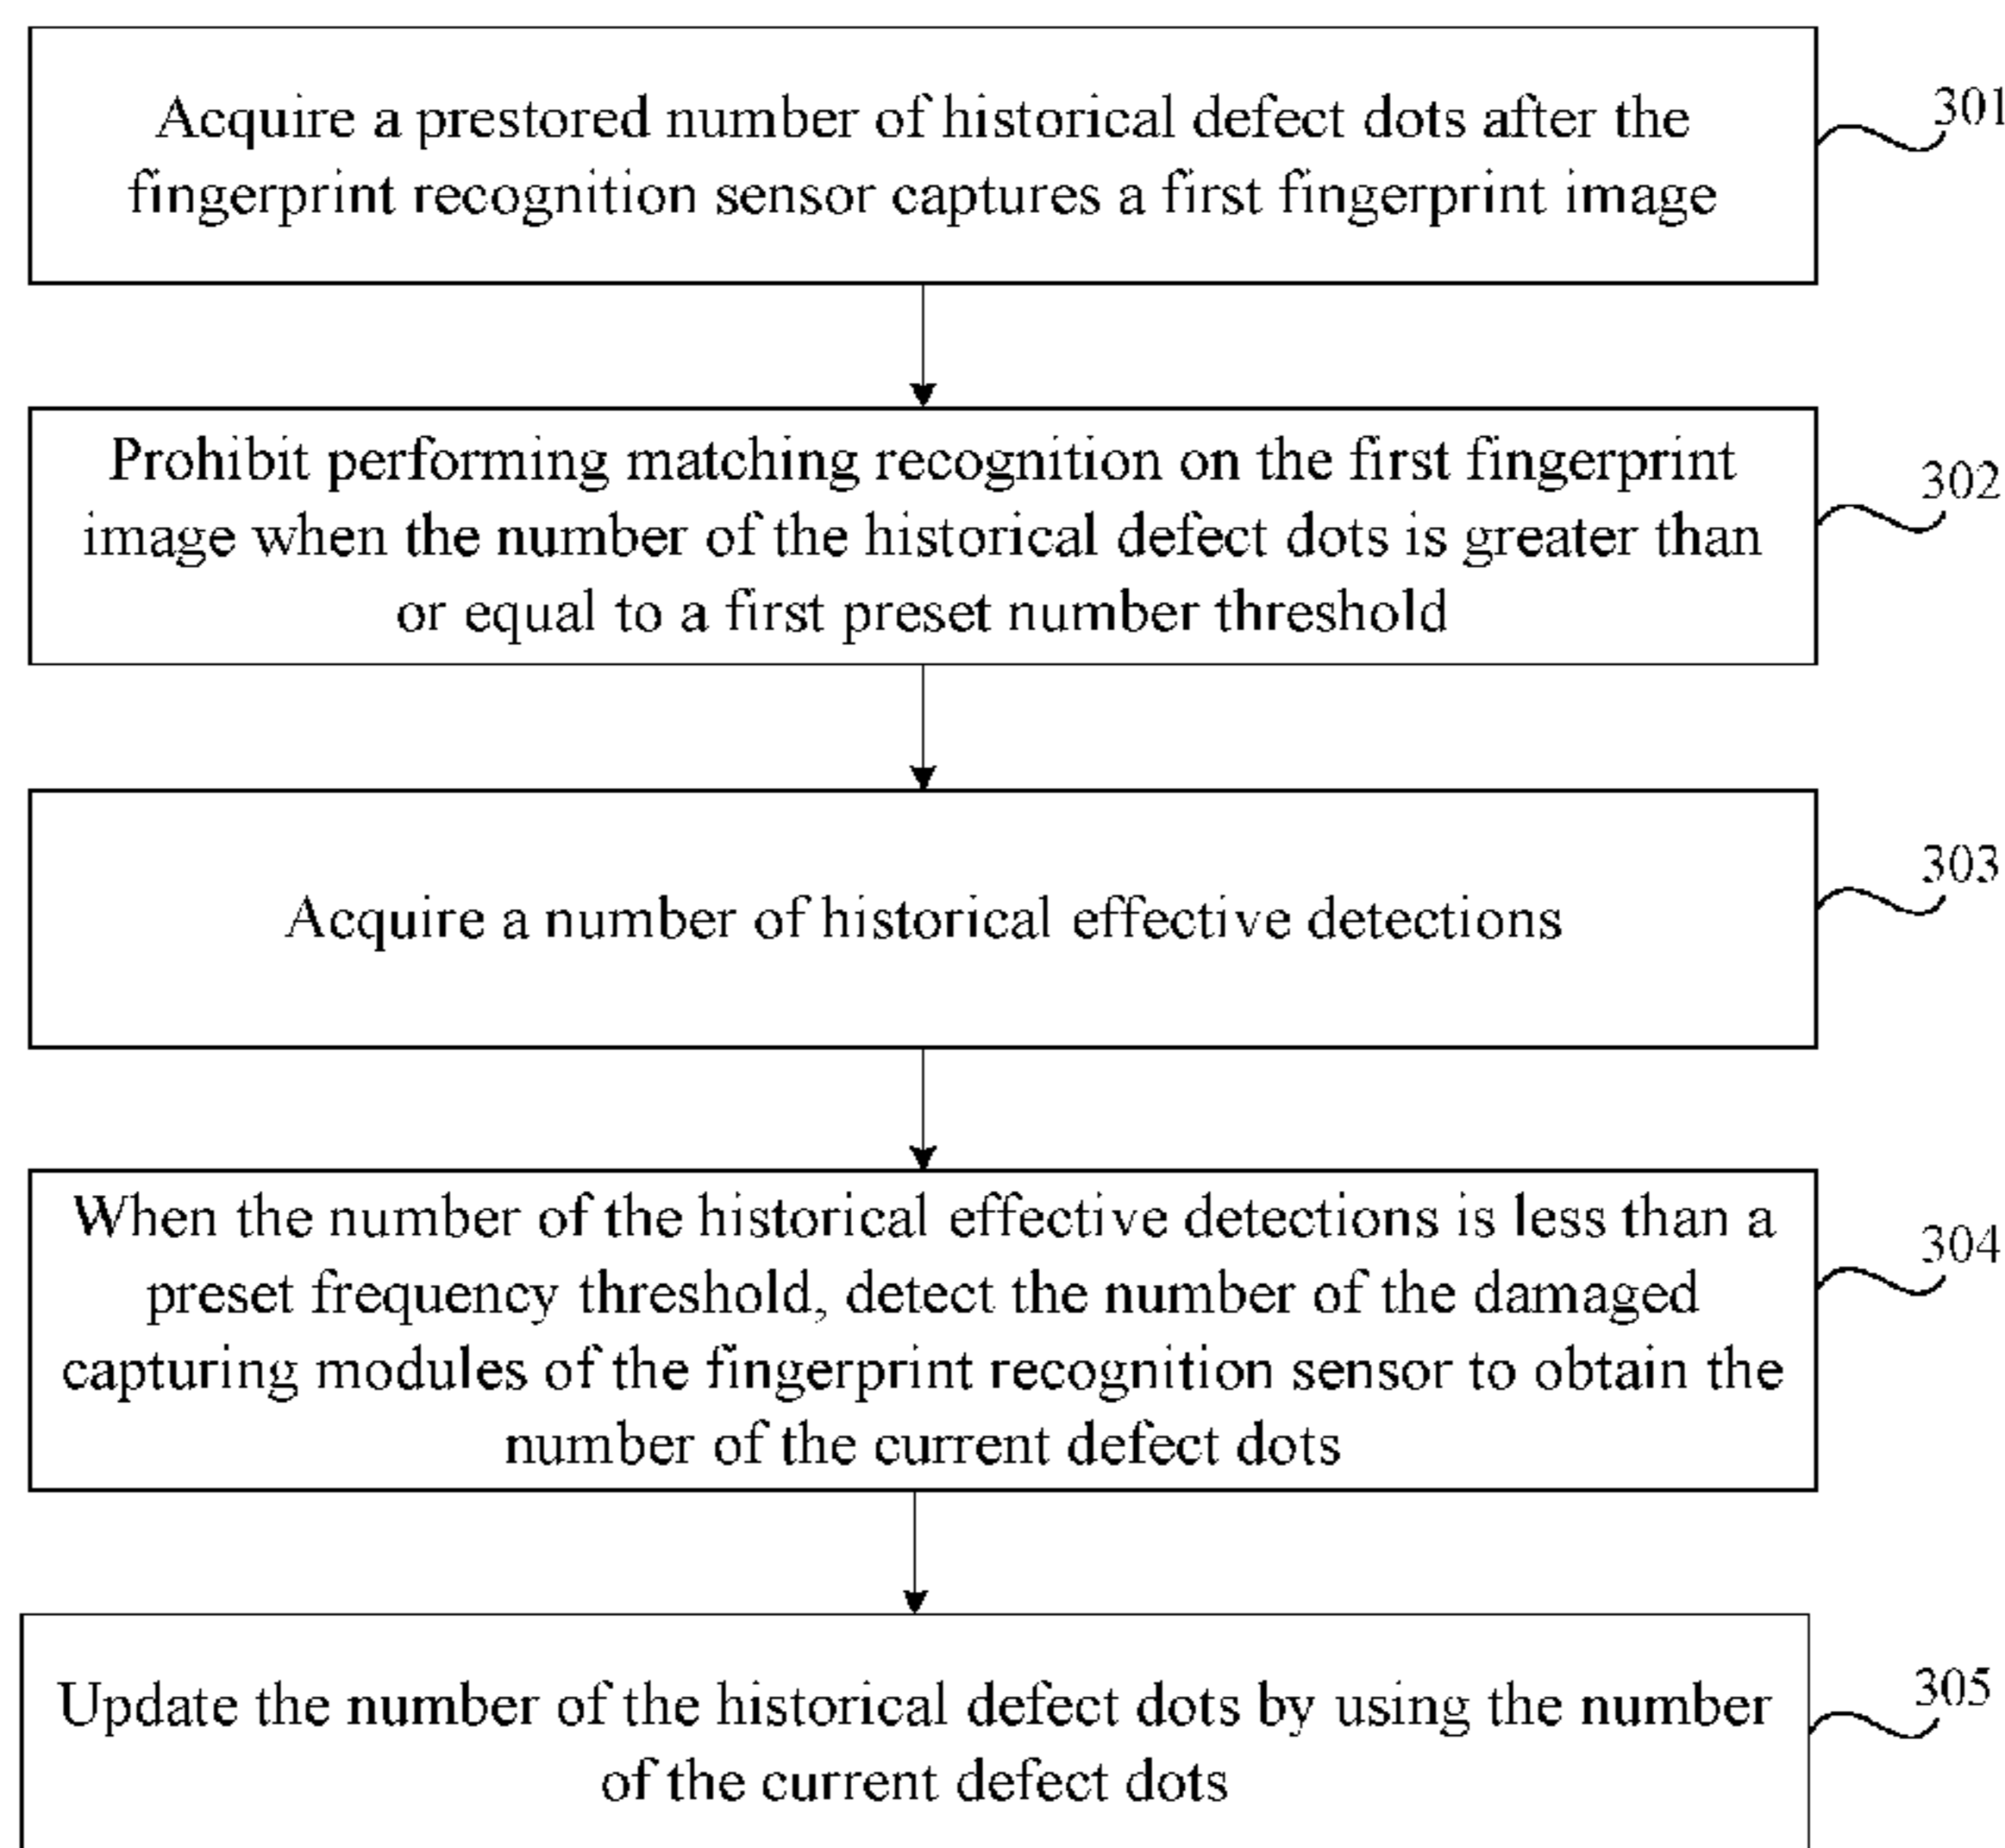 Acquire a prestored number of historical defect dots after the
fingerprint recognition sensor captures a first fingerprint image
301
Prohibit performing matching recognition on the first fingerprint
image when the number of the historical defect dots is greater than
or equal to a first preset number threshold
302
Acquire a number of historical effective detections
303
When the number of the historical effective detections is less than a
preset frequency threshold, detect the number of the damaged
capturing modules of the fingerprint recognition sensor to obtain the
number of the current defect dots
304
Update the number of the historical defect dots by using the number
of the current defect dots
305